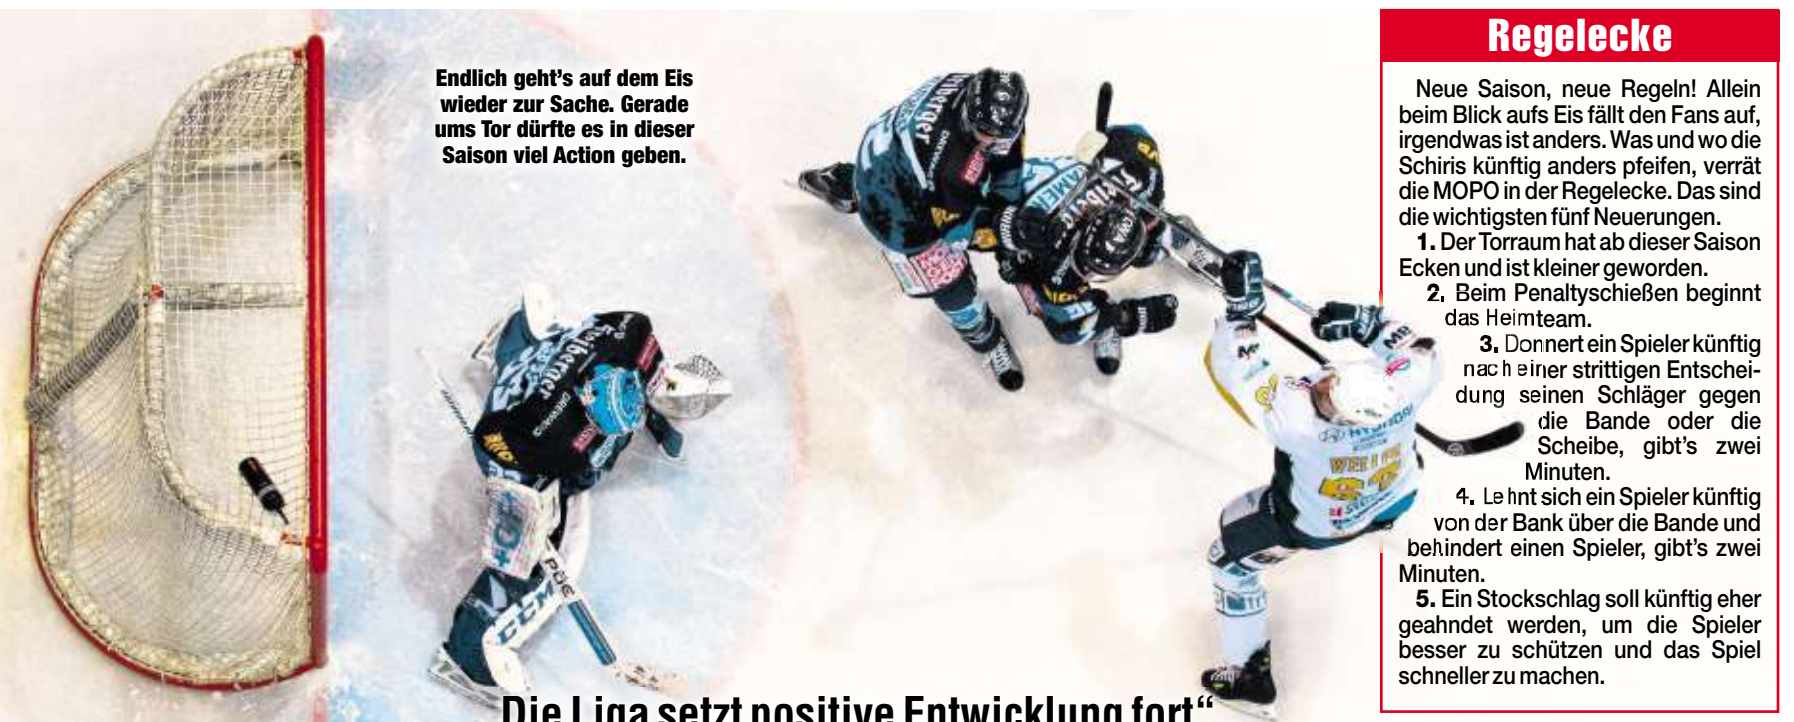 Endlich geht's auf dem Eis
wieder zur Sache. Gerade
ums Tor dürfte es in dieser
Saison viel Action geben.
Regelecke
Neue Saison, neue Regeln! Allein
beim Blick aufs Eis fällt den Fans auf,
irgendwas ist anders. Was und wo die
Schiris künftig anders pfeifen, verrät
die MOPO in der Regelecke. Das sind
die wichtigsten fünf Neuerungen.
1. Der Torraum hat ab dieser Saison
Ecken und ist kleiner geworden.
2. Beim Penaltyschießen beginnt
das Heimteam.
3. Donnert ein Spieler künftig
nach einer strittigen Entschei-
dung seinen Schläger gegen
die Bande oder die
Scheibe, gibt's zwei
Minuten.
4. Lehnt sich ein Spieler künftig
von der Bank über die Bande und
behindert einen Spieler, gibt's zwei
Minuten.
5. Ein Stockschlag soll künftig eher
geahndet werden, um die Spieler
besser zu schützen und das Spiel
schneller zu machen.
CCM
Die Liga setzt positive Entwicklung fort“